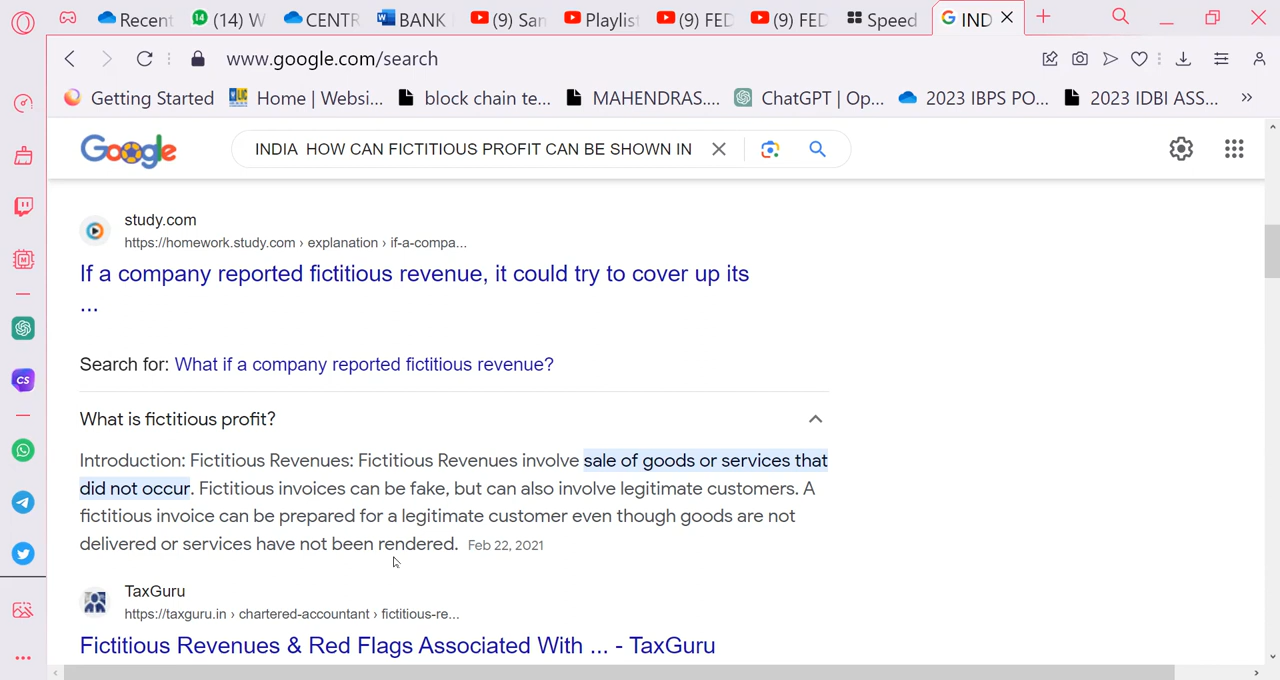 Recent
(14) W
CENTR
BANK
(9) San
Playlis
(9) FED
(9) FED
Speed
G IND
www.google.com/search
Getting Started
Home | Websi...
block chain te...
MAHENDRAS....
ChatGPT | Op...
2023 IBPS PO...
2023 IDBI ASS...
Google
INDIA HOW CAN FICTITIOUS PROFIT CAN BE SHOWN IN
study.com
https://homework.study.com › explanation › if-a-compa...
If a company reported fictitious revenue, it could try to cover up its
...
Search for: What if a company reported fictitious revenue?
What is fictitious profit?
Introduction: Fictitious Revenues: Fictitious Revenues involve sale of goods or services that
did not occur. Fictitious invoices can be fake, but can also involve legitimate customers. A
fictitious invoice can be prepared for a legitimate customer even though goods are not
delivered or services have not been rendered. Feb 22, 2021
TaxGuru
https://taxguru.in › chartered-accountant › fictitious-re...
Fictitious Revenues & Red Flags Associated With ... - TaxGuru
CS